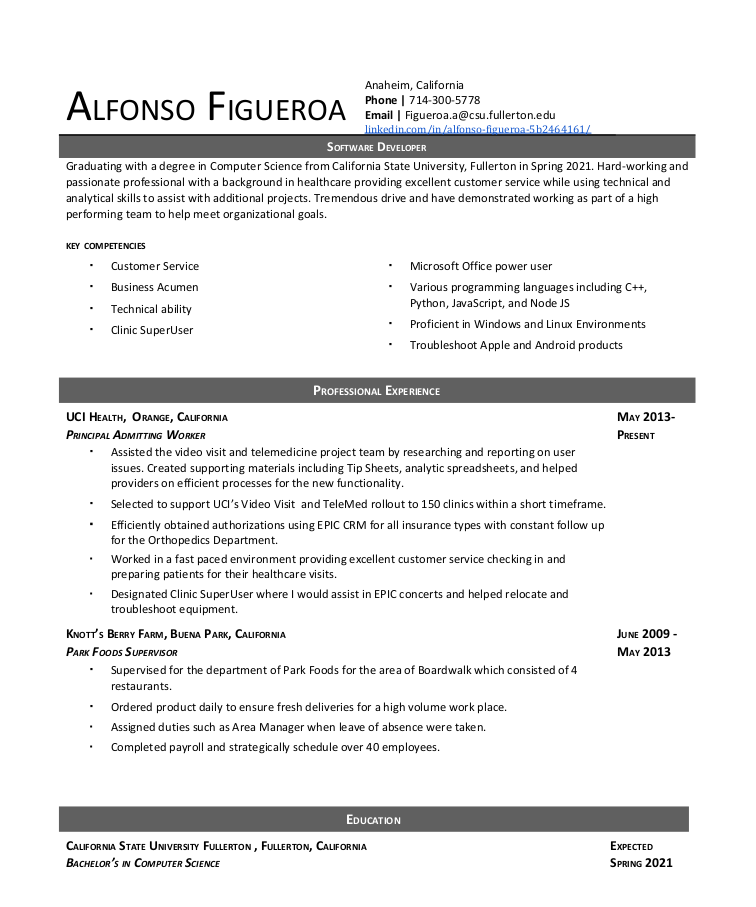 ALFONSO FIGUEROA
Anaheim, California
Phone | 714-300-5778
Email | Figueroa.a@csu.fullerton.edu
linkedin.com/in/alfonso-figueroa-5b2464161/
SOFTWARE DEVELOPER
Graduating with a degree in Computer Science from California State University, Fullerton in Spring 2021. Hard-working and
passionate professional with a background in healthcare providing excellent customer service while using technical and
analytical skills to assist with additional projects. Tremendous drive and have demonstrated working as part of a high
performing team to help meet organizational goals.
KEY COMPETENCIES
▪ Customer Service
▪ Business Acumen
▪ Technical ability
▪ Clinic SuperUser
▪ Microsoft Office power user
▪ Various programming languages including C++,
Python, JavaScript, and Node JS
▪ Proficient in Windows and Linux Environments
▪ Troubleshoot Apple and Android products
PROFESSIONAL EXPERIENCE
UCI HEALTH, ORANGE, CALIFORNIA
MAY 2013-
PRINCIPAL ADMITTING WORKER
PRESENT
▪ Assisted the video visit and telemedicine project team by researching and reporting on user
issues. Created supporting materials including Tip Sheets, analytic spreadsheets, and helped
providers on efficient processes for the new functionality.
▪ Selected to support UCI's Video Visit and TeleMed rollout to 150 clinics within a short timeframe.
▪ Efficiently obtained authorizations using EPIC CRM for all insurance types with constant follow up
for the Orthopedics Department.
▪ Worked in a fast paced environment providing excellent customer service checking in and
preparing patients for their healthcare visits.
▪ Designated Clinic SuperUser where I would assist in EPIC concerts and helped relocate and
troubleshoot equipment.
KNOTT'S BERRY FARM, BUENA PARK, CALIFORNIA
JUNE 2009 -
PARK FOODS SUPERVISOR
MAY 2013
▪ Supervised for the department of Park Foods for the area of Boardwalk which consisted of 4
restaurants.
▪ Ordered product daily to ensure fresh deliveries for a high volume work place.
▪ Assigned duties such as Area Manager when leave of absence were taken.
▪ Completed payroll and strategically schedule over 40 employees.
EDUCATION
CALIFORNIA STATE UNIVERSITY FULLERTON , FULLERTON, CALIFORNIA
EXPECTED
BACHELOR'S IN COMPUTER SCIENCE
SPRING 2021